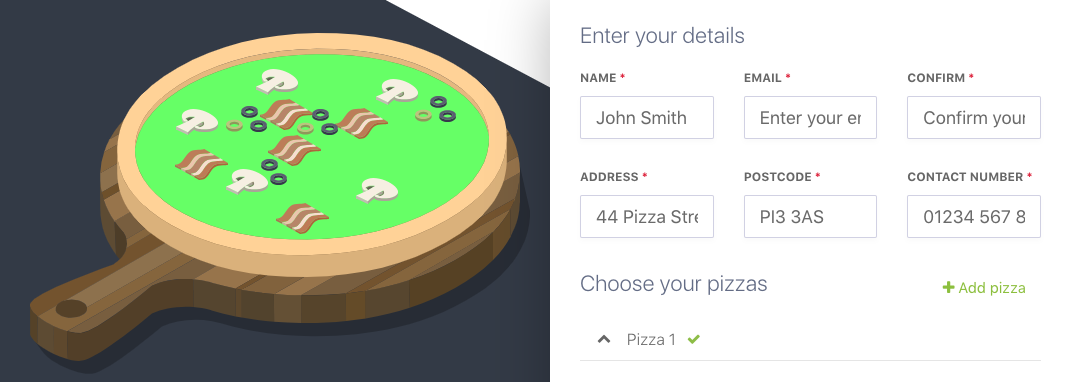 Enter your details
NAME * EMAIL * CONFIRM *
John Smith Enter your er Confirm your
ADDRESS * POSTCODE * CONTACT NUMBER *
44 Pizza Stre PI3 3AS 01234 567 8
Choose your pizzas + Add pizza
Pizza 1